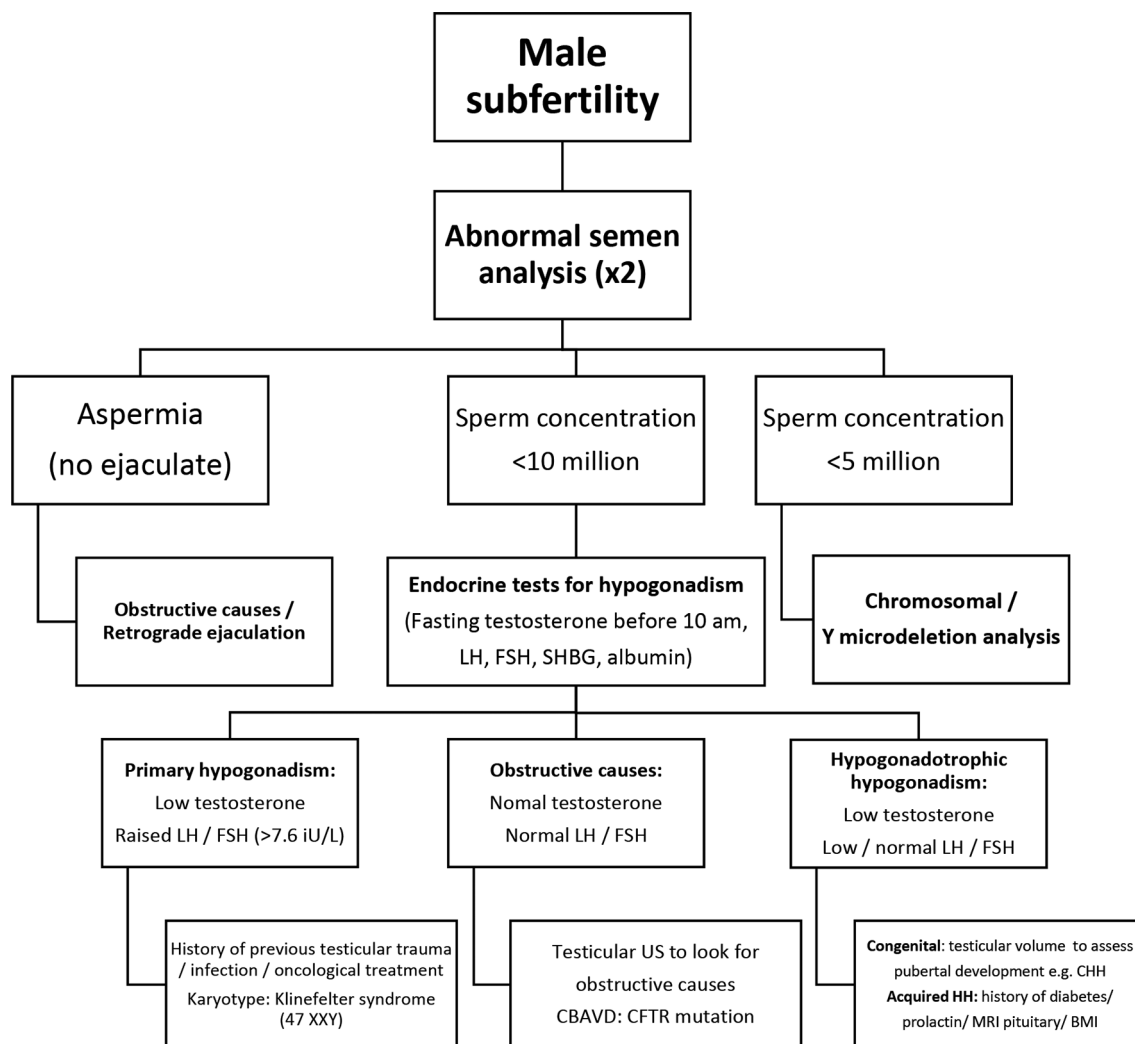 Male
subfertility
Abnormal semen
analysis (x2)
Aspermia
(no ejaculate)
Sperm concentration
<10 million
Sperm concentration
<5 million
Obstructive causes /
Retrograde ejaculation
Endocrine tests for hypogonadism
(Fasting testosterone before 10 am,
LH, FSH, SHBG, albumin)
Chromosomal /
Y microdeletion analysis
Primary hypogonadism:
Low testosterone
Raised LH / FSH (>7.6 iU/L)
Obstructive causes:
Nomal testosterone
Normal LH / FSH
Hypogonadotrophic
hypogonadism:
Low testosterone
Low / normal LH / FSH
History of previous testicular trauma
/ infection / oncological treatment
Karyotype: Klinefelter syndrome
(47 XXY)
Testicular US to look for
obstructive causes
CBAVD: CFTR mutation
Congenital: testicular volume to assess
pubertal development e.g. CHH
Acquired HH: history of diabetes/
prolactin/ MRI pituitary/ BMI